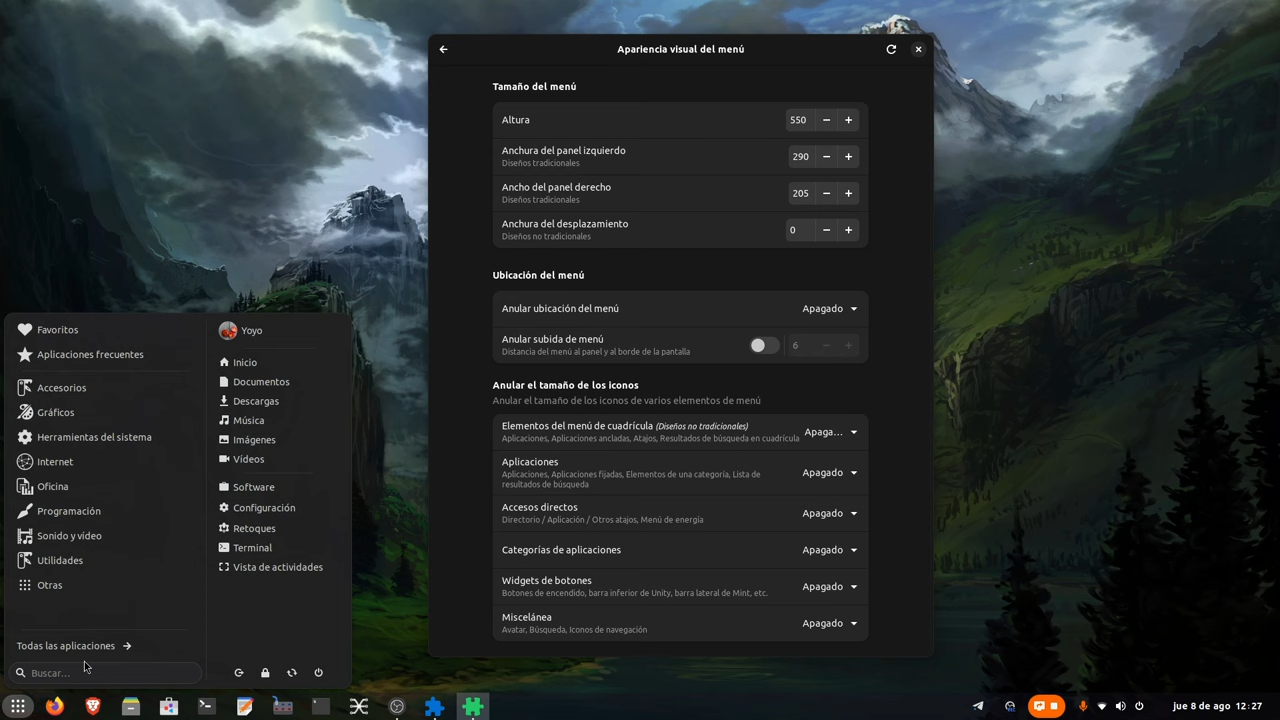 Apariencia visual del menú
Tamaño del menú
Altura
550
Anchura del panel izquierdo
Diseños tradicionales
290
Ancho del panel derecho
Diseños tradicionales
205
Anchura del desplazamiento
Diseños no tradicionales
0
Ubicación del menú
Anular ubicación del menú
Apagado
Anular subida de menú
Distancia del menú al panel y al borde de la pantalla
6
Anular el tamaño de los iconos
Anular el tamaño de los iconos de varios elementos de menú
Elementos del menú de cuadrícula (Diseños no tradicionales)
Aplicaciones, Aplicaciones ancladas, Atajos, Resultados de búsqueda en cuadrícula
Apaga...
Aplicaciones
Aplicaciones, Aplicaciones fijadas, Elementos de una categoría, Lista de
resultados de búsqueda
Apagado
Accesos directos
Directorio / Aplicación / Otros atajos, Menú de energía
Apagado
Categorías de aplicaciones
Apagado
Widgets de botones
Botones de encendido, barra inferior de Unity, barra lateral de Mint, etc.
Apagado
Miscelánea
Avatar, Búsqueda, Iconos de navegación
Apagado
Favoritos
Aplicaciones frecuentes
Accesorios
Gráficos
Herramientas del sistema
Internet
Oficina
Programación
Sonido y vídeo
Utilidades
Otras
Todas las aplicaciones
Buscar...
Yoyo
Inicio
Documentos
Descargas
Música
Imágenes
Vídeos
Software
Configuración
Retoques
Terminal
Vista de actividades
jue 8 de ago 12:27